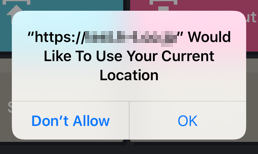 “https://” Would
Like To Use Your Current
Location
Don’t Allow
OK